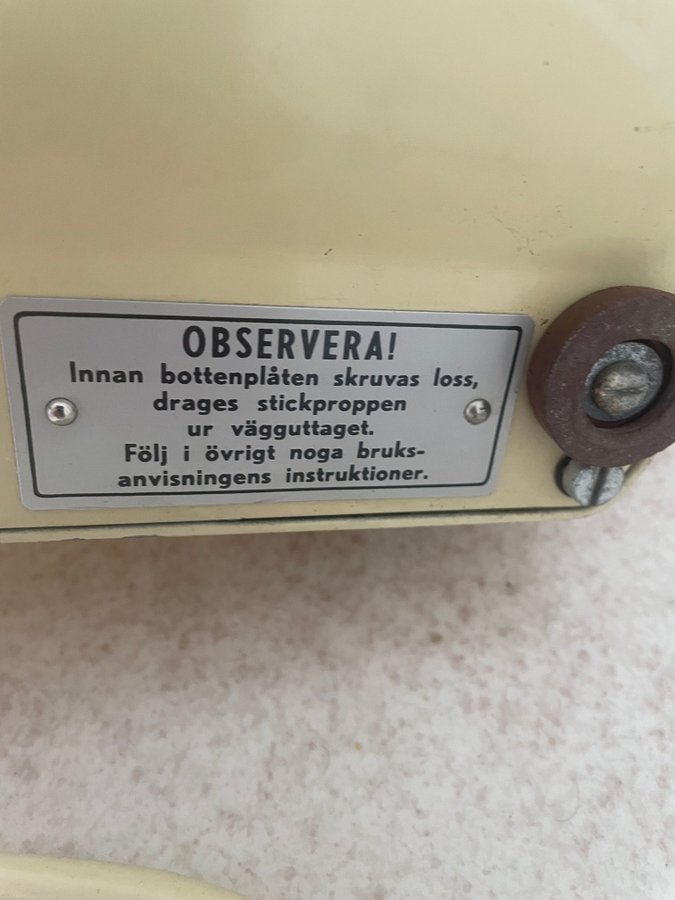 OBSERVERA!
Innan bottenplåten skruvas loss,
drages stickproppen
ur vägguttaget.
Följ i övrigt noga bruks-
anvisningens instruktioner.